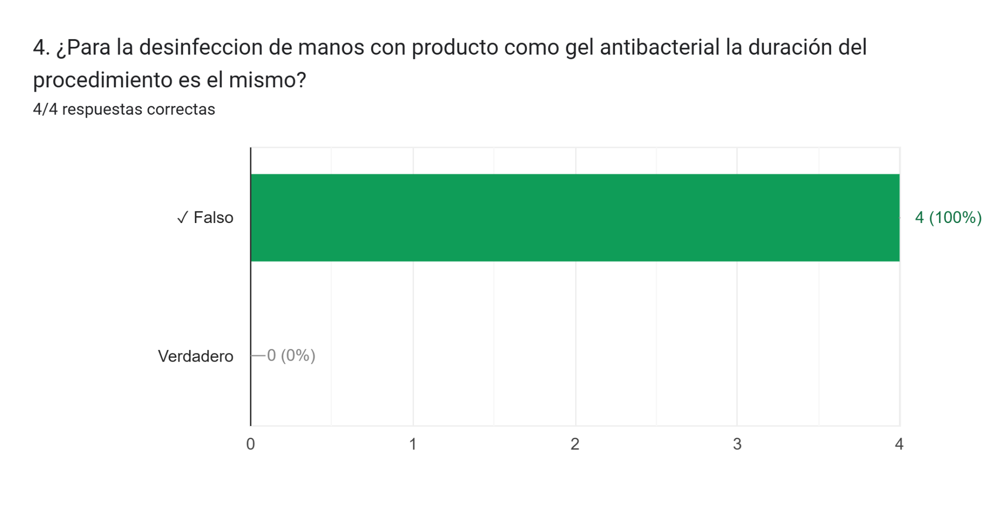 4. ¿Para la desinfeccion de manos con producto como gel antibacterial la duración del
procedimiento es el mismo?
4/4 respuestas correctas
✓ Falso
4 (100%)
Verdadero
0 (0%)
0 1 2 3 4